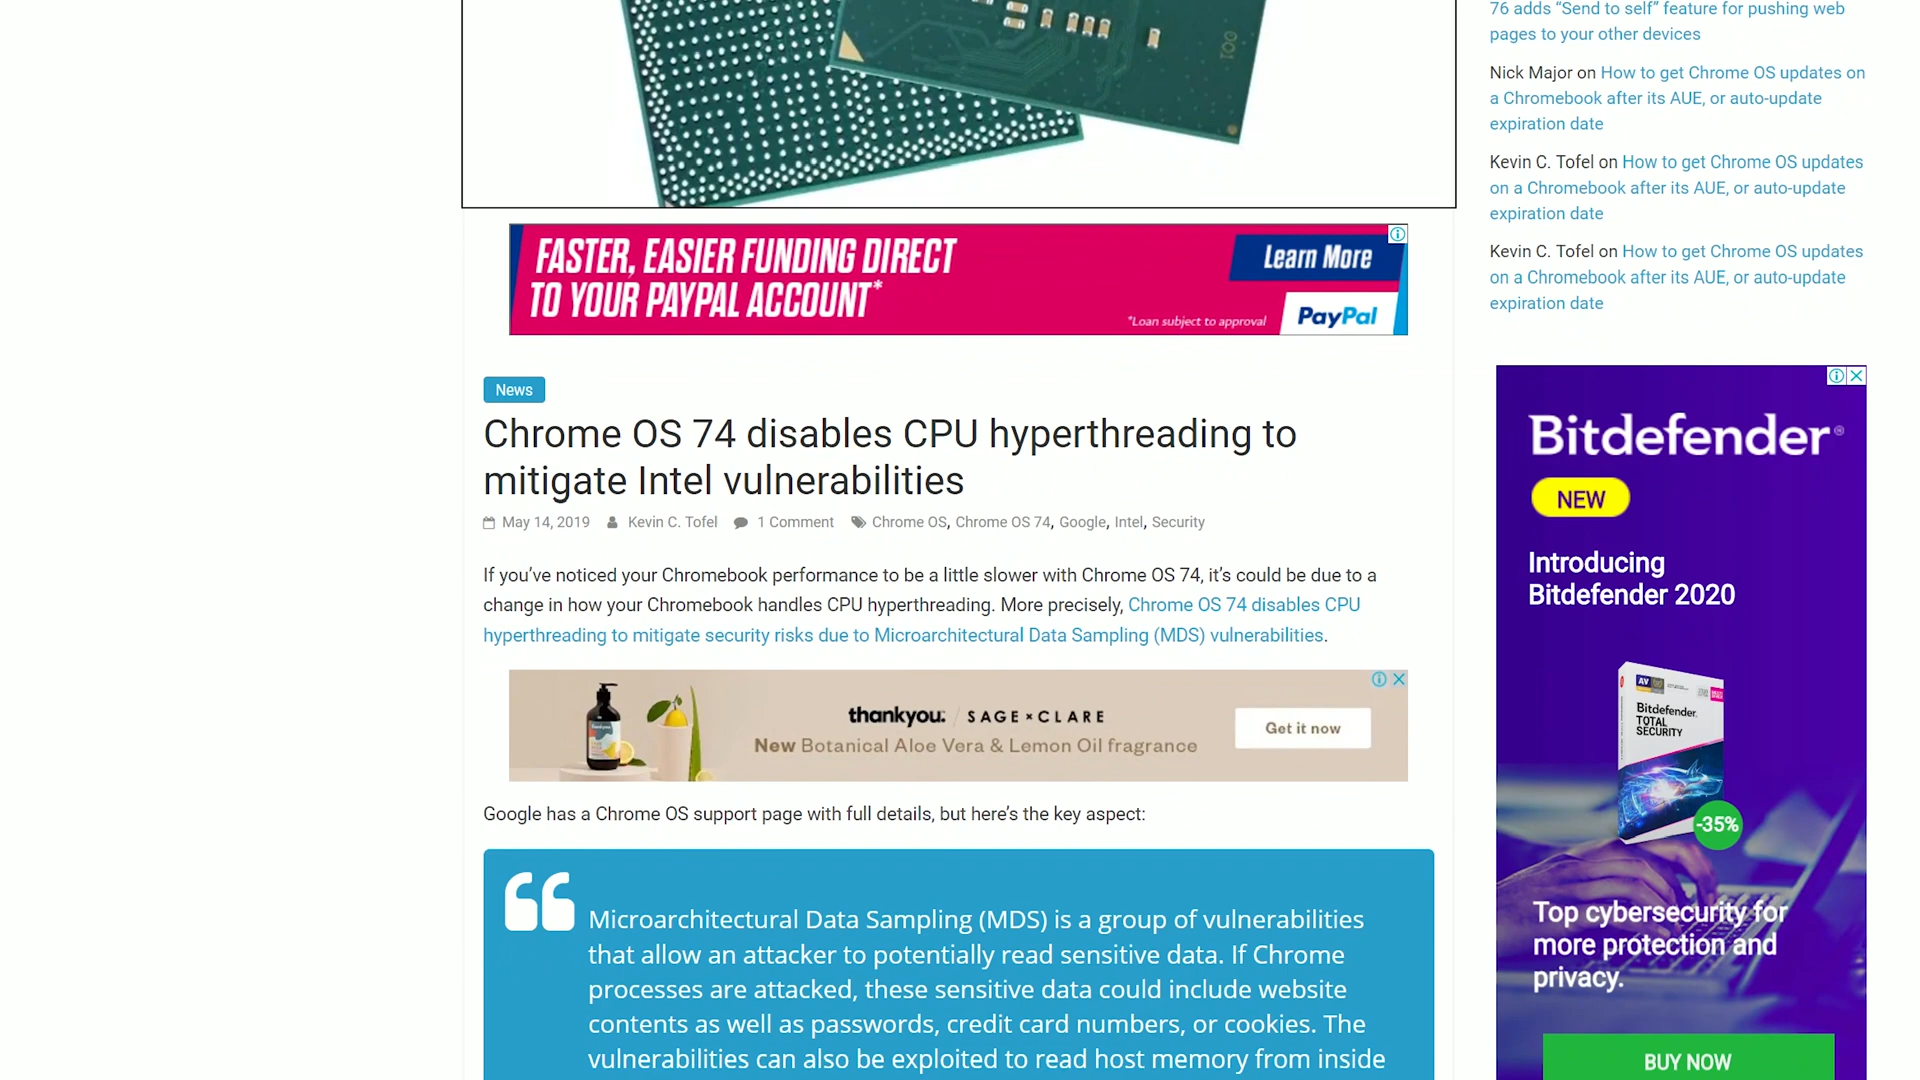 76 adds “Send to self” feature for pushing web
pages to your other devices
Nick Major on How to get Chrome OS updates on
a Chromebook after its AUE, or auto-update
expiration date
Kevin C. Tofel on How to get Chrome OS updates
on a Chromebook after its AUE, or auto-update
expiration date
Kevin C. Tofel on How to get Chrome OS updates
on a Chromebook after its AUE, or auto-update
expiration date
FASTER, EASIER FUNDING DIRECT
TO YOUR PAYPAL ACCOUNT*
Learn More
*Loan subject to approval
PayPal
News
Chrome OS 74 disables CPU hyperthreading to
mitigate Intel vulnerabilities
May 14, 2019 Kevin C. Tofel 1 Comment Chrome OS, Chrome OS 74, Google, Intel, Security
If you’ve noticed your Chromebook performance to be a little slower with Chrome OS 74, it’s could be due to a
change in how your Chromebook handles CPU hyperthreading. More precisely, Chrome OS 74 disables CPU
hyperthreading to mitigate security risks due to Microarchitectural Data Sampling (MDS) vulnerabilities.
thankyou. / SAGE × CLARE
New Botanical Aloe Vera & Lemon Oil fragrance
Get it now
Google has a Chrome OS support page with full details, but here’s the key aspect:
Microarchitectural Data Sampling (MDS) is a group of vulnerabilities
that allow an attacker to potentially read sensitive data. If Chrome
processes are attacked, these sensitive data could include website
contents as well as passwords, credit card numbers, or cookies. The
vulnerabilities can also be exploited to read host memory from inside
Bitdefender®
NEW
Introducing
Bitdefender 2020
AV
Bitdefender
TOTAL
SECURITY
-35%
Top cybersecurity for
more protection and
privacy.
BUY NOW